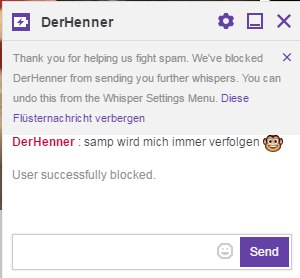 DerHenner
Thank you for helping us fight spam. We've blocked
DerHenner from sending you further whispers. You can
undo this from the Whisper Settings Menu. Diese
Flüsternachricht verbergen
DerHenner : samp wird mich immer verfolgen
User successfully blocked.
Send